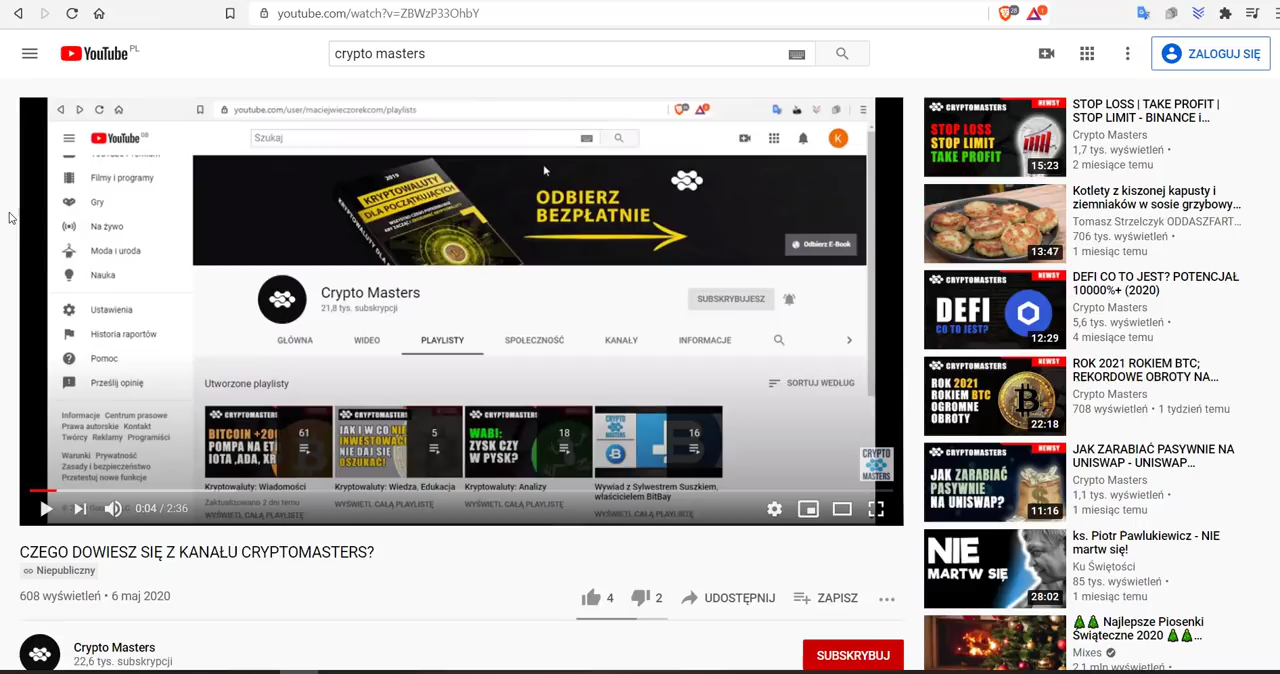 youtube.com/watch?v=ZBWzP33OhbY
28
1
YouTube PL
crypto masters
ZALOGUJ SIĘ
youtube.com/user/maciejwieczorekcom/playlists
YouTube GB
Szukaj
K
Filmy i programy
Gry
Na żywo
Moda i uroda
Nauka
Ustawienia
Historia raportów
Pomoc
Prześlij opinię
Informacje Centrum prasowe
Prawa autorskie Kontakt
Twórcy Reklamy Programiści
Warunki Prywatność
Zasady i bezpieczeństwo
Przetestuj nowe funkcje
2019
KRYPTOWALUTY
DLA POCZĄTKUJĄCYCH
ODBIERZ
BEZPŁATNIE
Odbierz E-Book
Crypto Masters
21,8 tys. subskrypcji
SUBSKRYBUJESZ
GŁÓWNA
WIDEO
PLAYLISTY
SPOŁECZNOŚĆ
KANAŁY
INFORMACJE
Utworzone playlisty
SORTUJ WEDŁUG
CRYPTOMASTERS
BITCOIN +200
POMPA NA ET
IOTA ,ADA, XR
61
Kryptowaluty: Wiadomości
Zaktualizowano 2 dni temu
WYŚWIETL CAŁĄ PLAYLISTĘ
CRYPTOMASTERS
JAK I W CO NI
INWESTOWAĆ
NIE DAJ SIĘ
OSZUKAĆ!
5
Kryptowaluty: Wiedza, Edukacja
WYŚWIETL CAŁĄ PLAYLISTĘ
CRYPTOMASTERS
WABI:
ZYSK CZY
W PYSK?
18
Kryptowaluty: Analizy
WYŚWIETL CAŁĄ PLAYLISTĘ
CRYPTO
MASTERS
16
Wywiad z Sylwestrem Suszkiem,
właścicielem BitBay
WYŚWIETL CAŁĄ PLAYLISTĘ
CRYPTO
MASTERS
0:04 / 2:36
CZEGO DOWIESZ SIĘ Z KANAŁU CRYPTOMASTERS?
Niepubliczny
608 wyświetleń • 6 maj 2020
4
2
UDOSTĘPNIJ
ZAPISZ
Crypto Masters
22,6 tys. subskrypcji
SUBSKRYBUJ
CRYPTOMASTERS
NEWSY
STOP LOSS
STOP LIMIT
TAKE PROFIT
15:23
STOP LOSS | TAKE PROFIT |
STOP LIMIT - BINANCE i...
Crypto Masters
1,7 tys. wyświetleń •
2 miesiące temu
13:47
Kotlety z kiszonej kapusty i
ziemniaków w sosie grzybowy...
Tomasz Strzelczyk ODDASZFART...
706 tys. wyświetleń •
1 miesiąc temu
CRYPTOMASTERS
NEWSY
DEFI
CO TO JEST?
12:29
DEFI CO TO JEST? POTENCJAŁ
10000%+ (2020)
Crypto Masters
5,6 tys. wyświetleń •
4 miesiące temu
CRYPTOMASTERS
NEWSY
ROK 2021
ROKIEM BTC
OGROMNE
OBROTY
22:18
ROK 2021 ROKIEM BTC;
REKORDOWE OBROTY NA...
Crypto Masters
708 wyświetleń • 1 tydzień temu
CRYPTOMASTERS
NEWSY
JAK ZARABIAĆ
PASYWNIE
NA UNISWAP?
11:16
JAK ZARABIAĆ PASYWNIE NA
UNISWAP - UNISWAP...
Crypto Masters
1,1 tys. wyświetleń •
1 miesiąc temu
NIE
MARTW SIĘ
28:02
ks. Piotr Pawlukiewicz - NIE
martw się!
Ku Świętości
85 tys. wyświetleń •
1 miesiąc temu
🎄🎄 Najlepsze Piosenki
Świąteczne 2020 🎄🎄...
Mixes
2,1 mln wyświetleń •